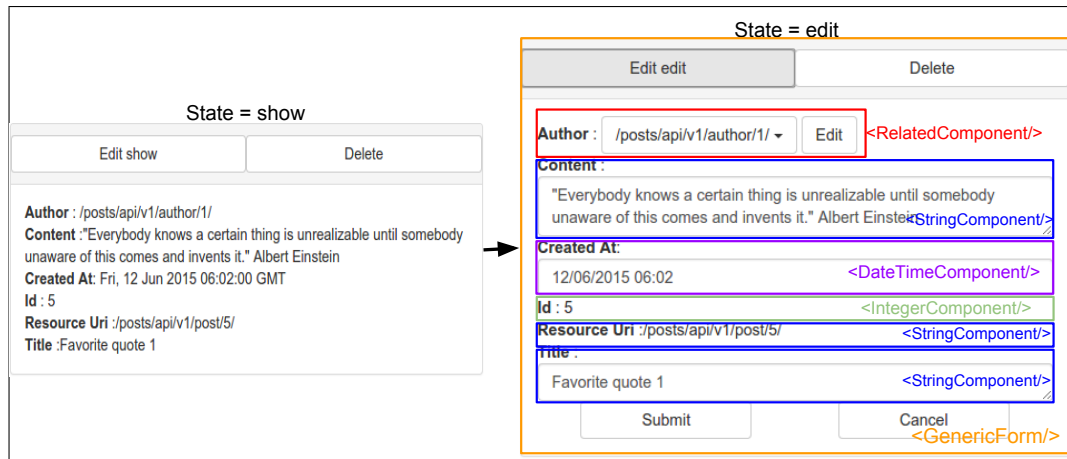 State = show
Edit show
Delete
Author : /posts/api/v1/author/1/
Content :"Everybody knows a certain thing is unrealizable until somebody
unaware of this comes and invents it." Albert Einstein
Created At: Fri, 12 Jun 2015 06:02:00 GMT
Id : 5
Resource Uri :/posts/api/v1/post/5/
Title :Favorite quote 1
State = edit
Edit edit
Delete
Author : /posts/api/v1/author/1/ Edit <RelatedComponent/>
Content :
"Everybody knows a certain thing is unrealizable until somebody
unaware of this comes and invents it." Albert Einstein <StringComponent/>
Created At:
12/06/2015 06:02 <DateTimeComponent/>
Id : 5 <IntegerComponent/>
Resource Uri :/posts/api/v1/post/5/ <StringComponent/>
Title :
Favorite quote 1 <StringComponent/>
Submit
Cancel
<GenericForm/>